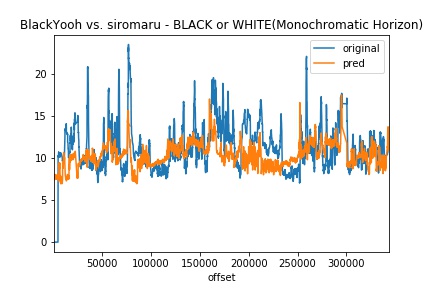 BlackYooh vs. siromaru - BLACK or WHITE(Monochromatic Horizon)
original
pred
20
15
10
5
0
50000 100000 150000 200000 250000 300000
offset